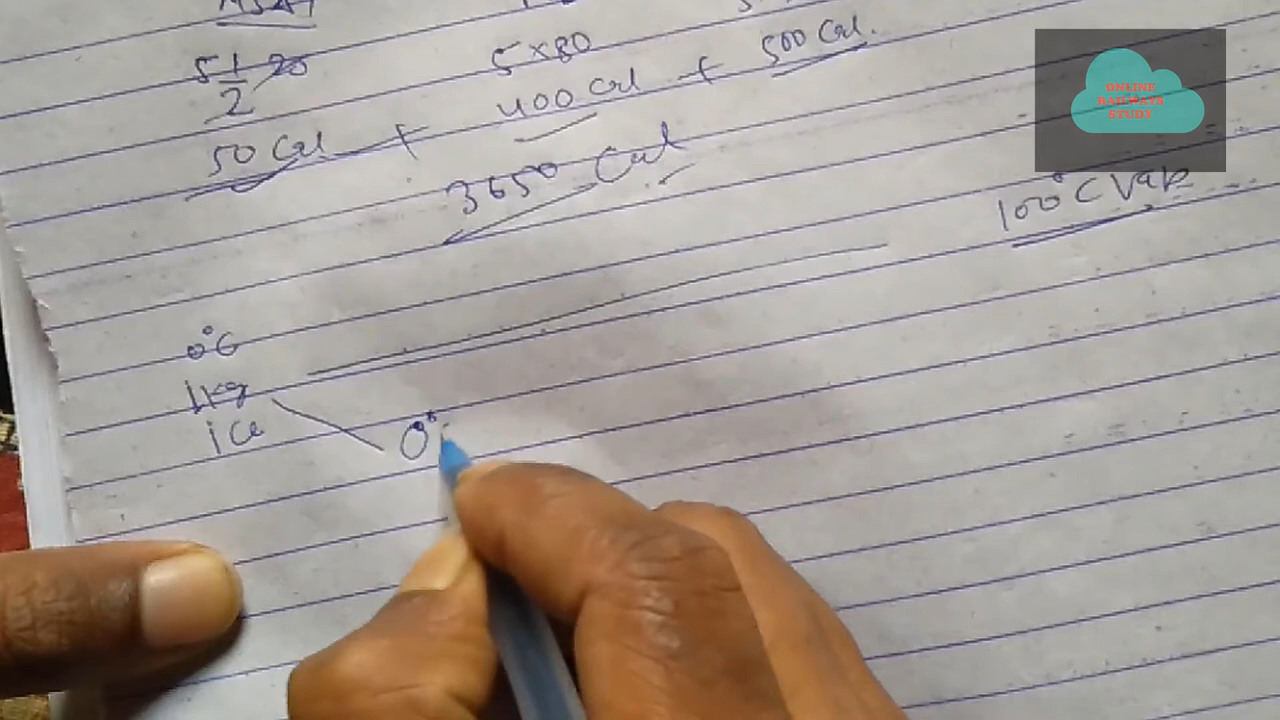 5 1/2 20
5×80
50 Cal + 400 Cal + 500 Cal.
3650 Cal
100°C Vap
0°C
1kg
ice
0°
ONLINE
RAILWAYS
STUDY